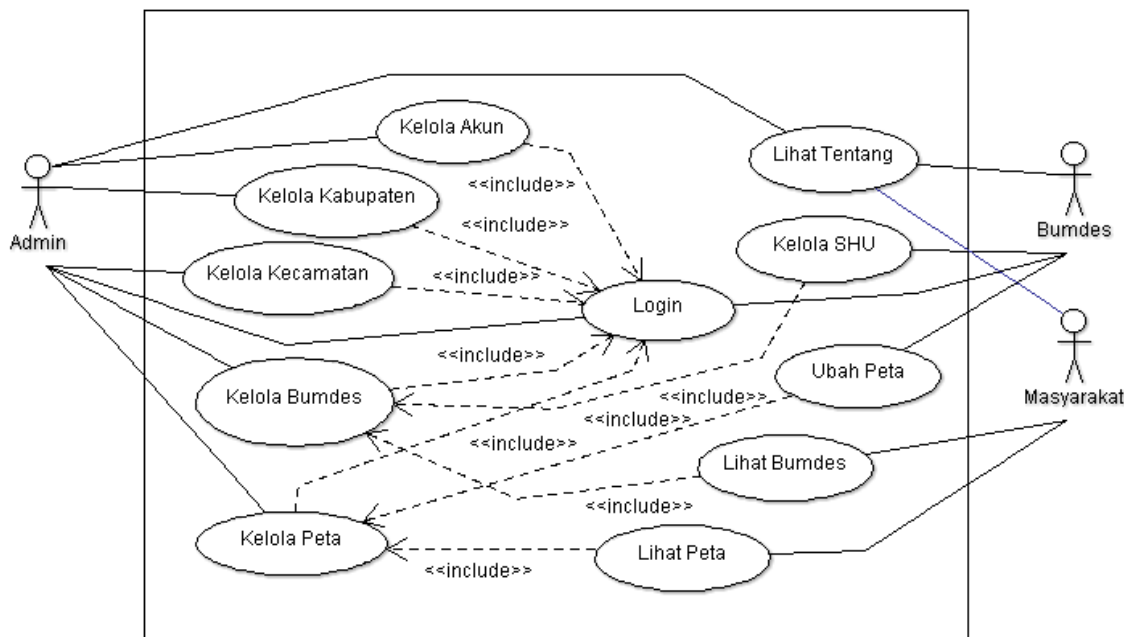 Kelola Akun
Lihat Tentang
<<include>>
Kelola Kabupaten
Admin
Bumdes
<<include>>
Kelola SHU
Kelola Kecamatan
Login
<<include>>
<<include>>
Ubah Peta
Kelola Bumdes
Masyarakat
<<include>>
<<include>>
<<include>>
Lihat Bumdes
<<include>>
Kelola Peta
Lihat Peta
<<include>>